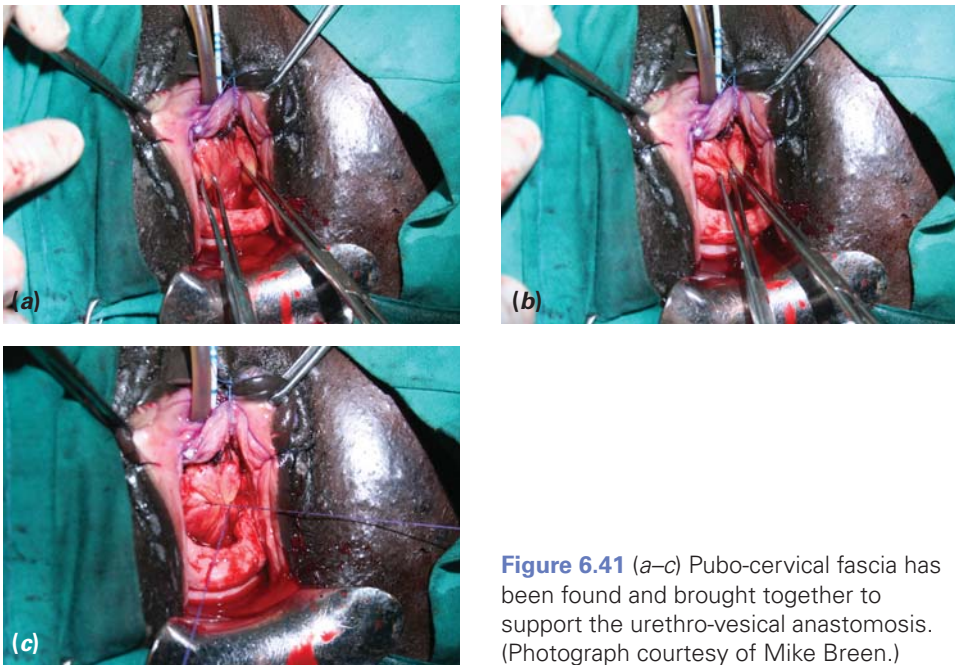 (a)
(b)
(c)
Figure 6.41 (a–c) Pubo-cervical fascia has
been found and brought together to
support the urethro-vesical anastomosis.
(Photograph courtesy of Mike Breen.)